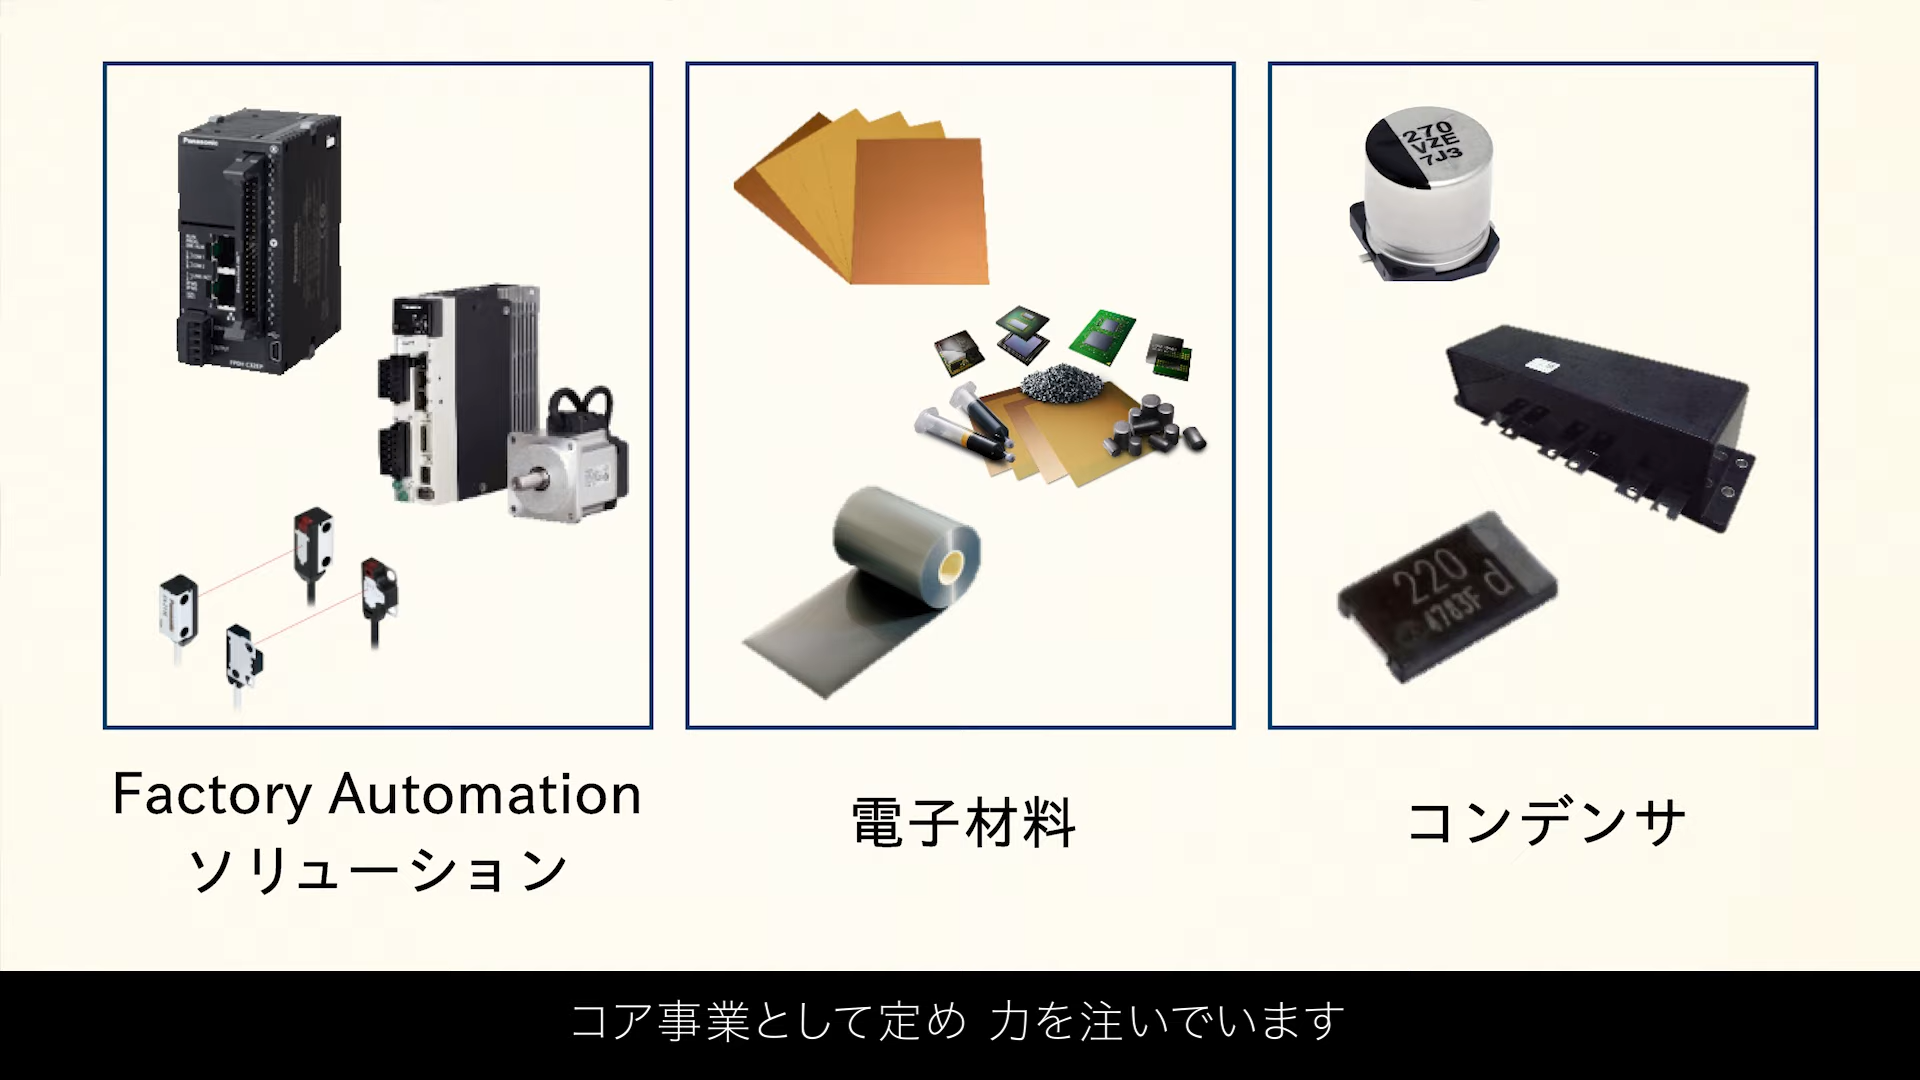 Panasonic
270
VZE
7J3
220
4783F
d
Factory Automation
ソリューション
電子材料
コンデンサ
コア事業として定め 力を注いでいます